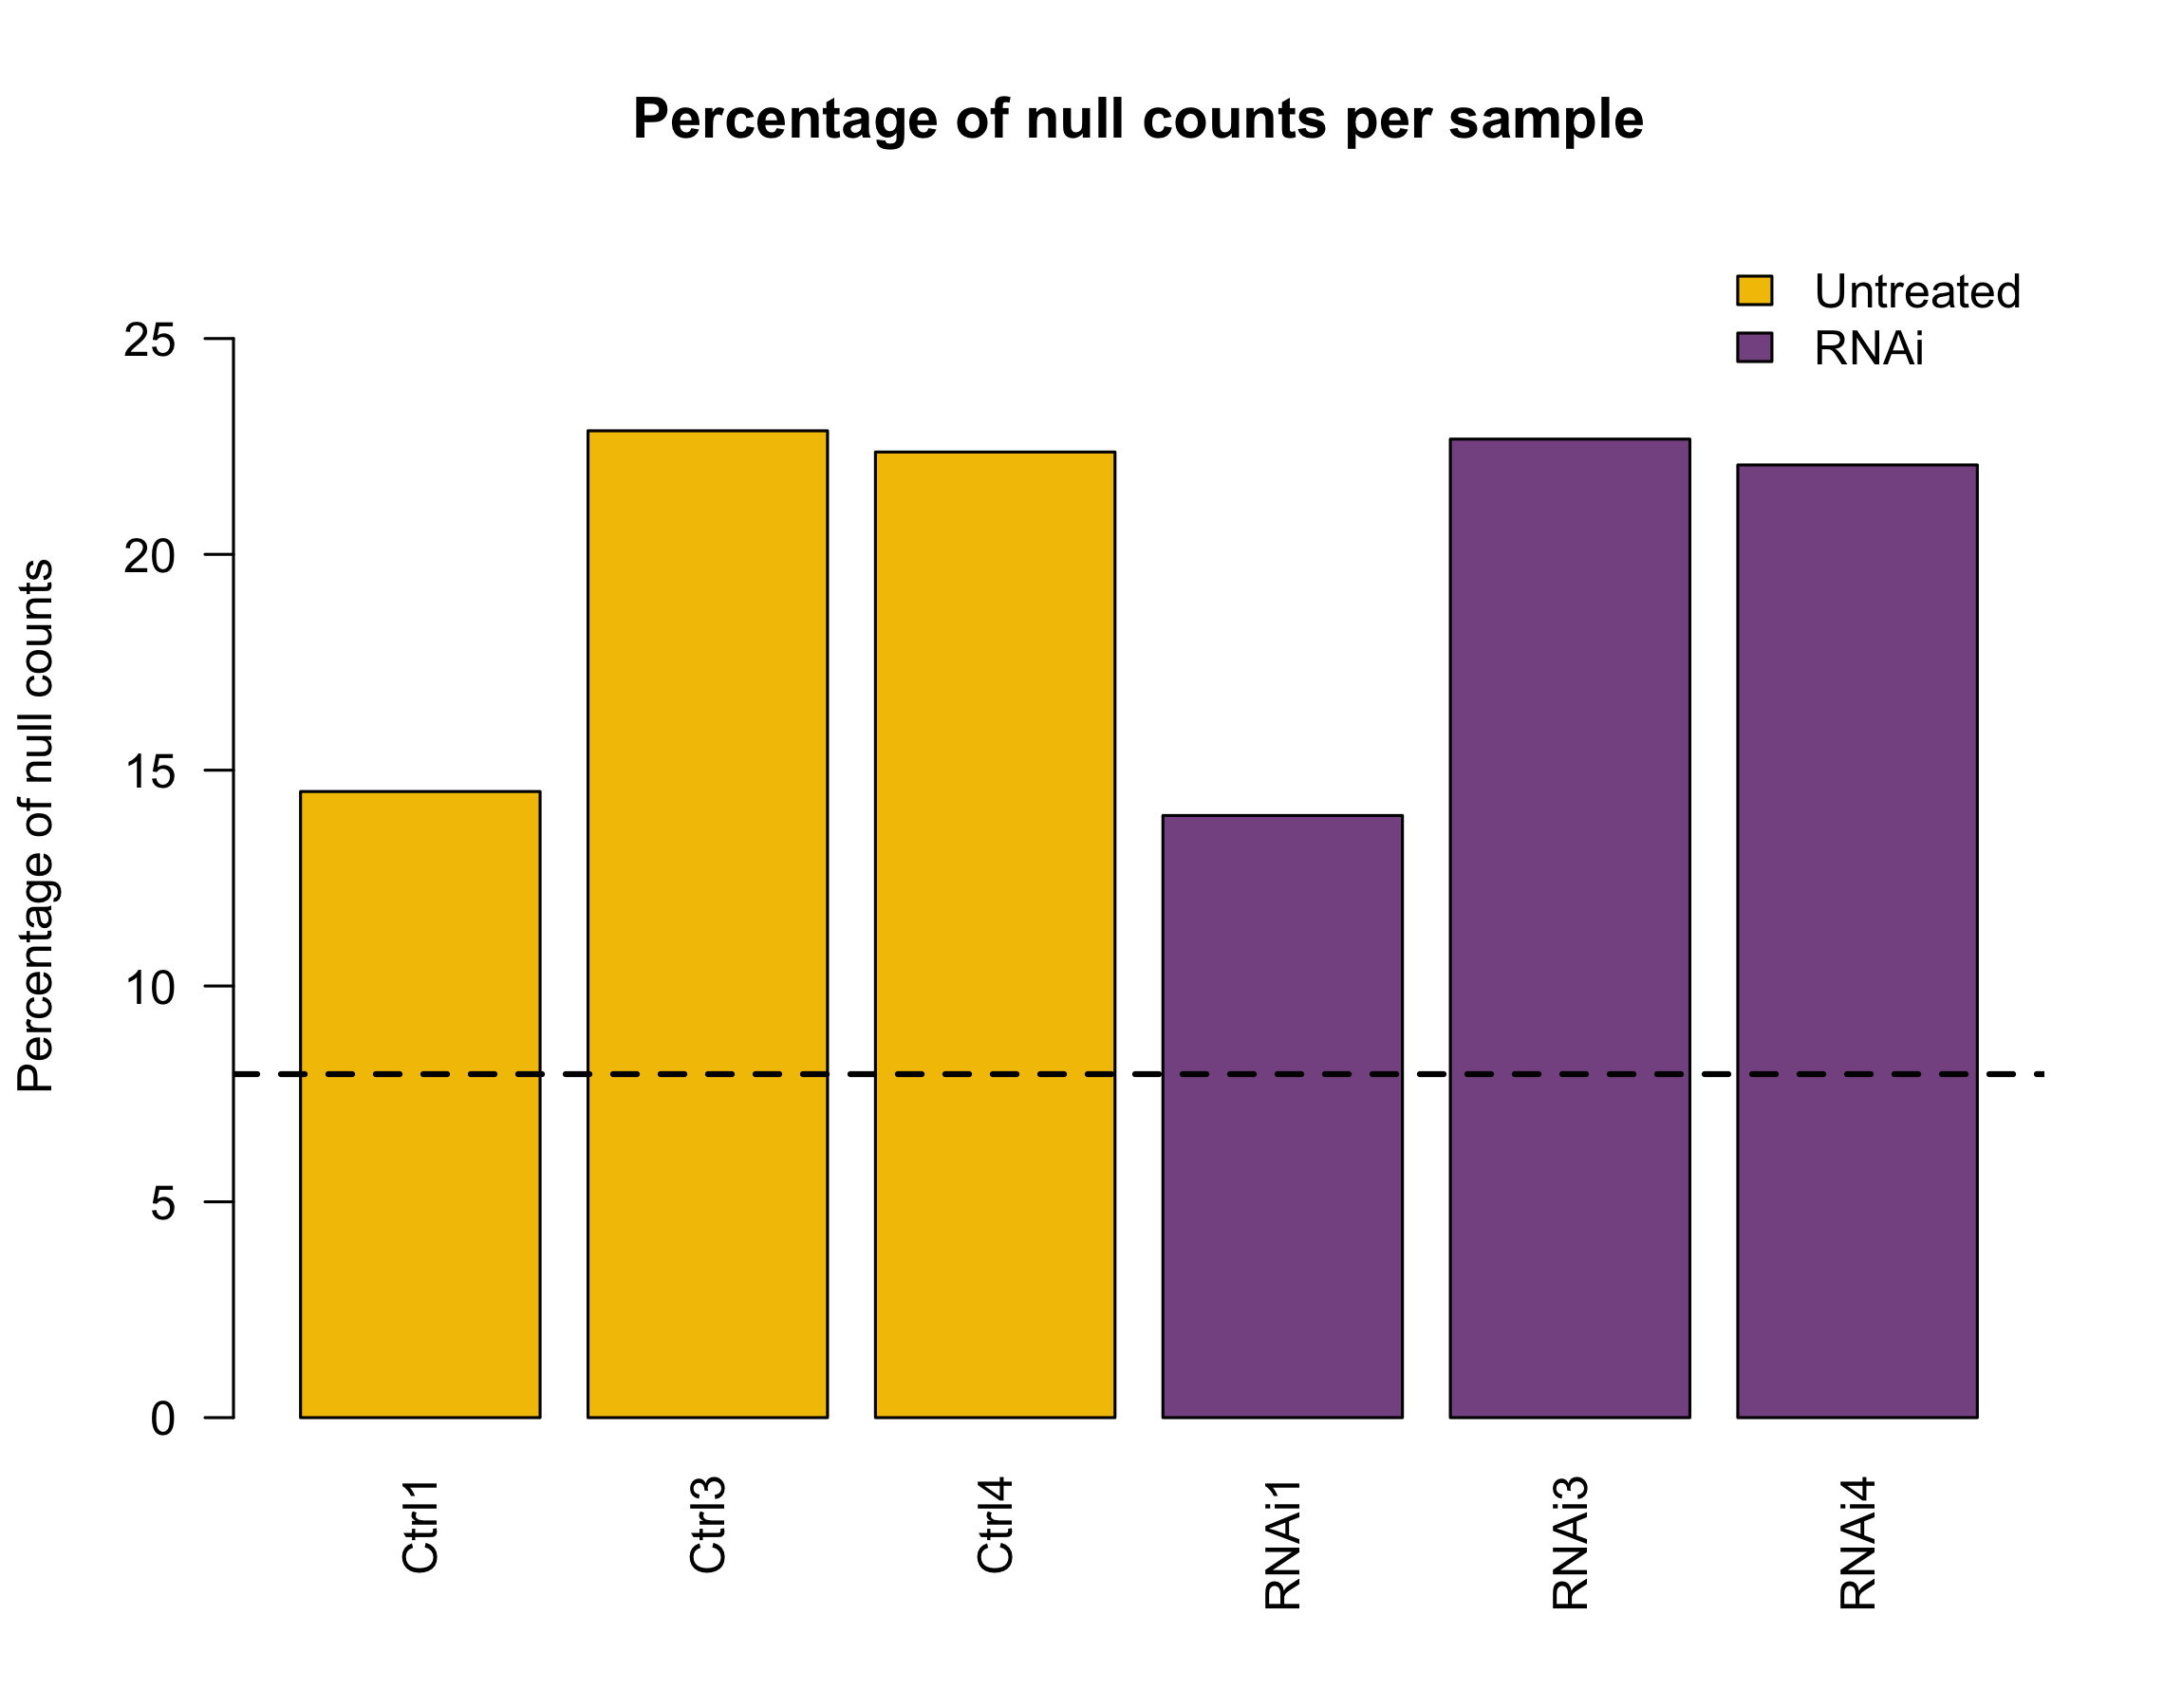 Percentage of null counts per sample
Untreated
RNAi
25
20
15
10
5
0
Percentage of null counts
Ctrl1
Ctrl3
Ctrl4
RNAi1
RNAi3
RNAi4